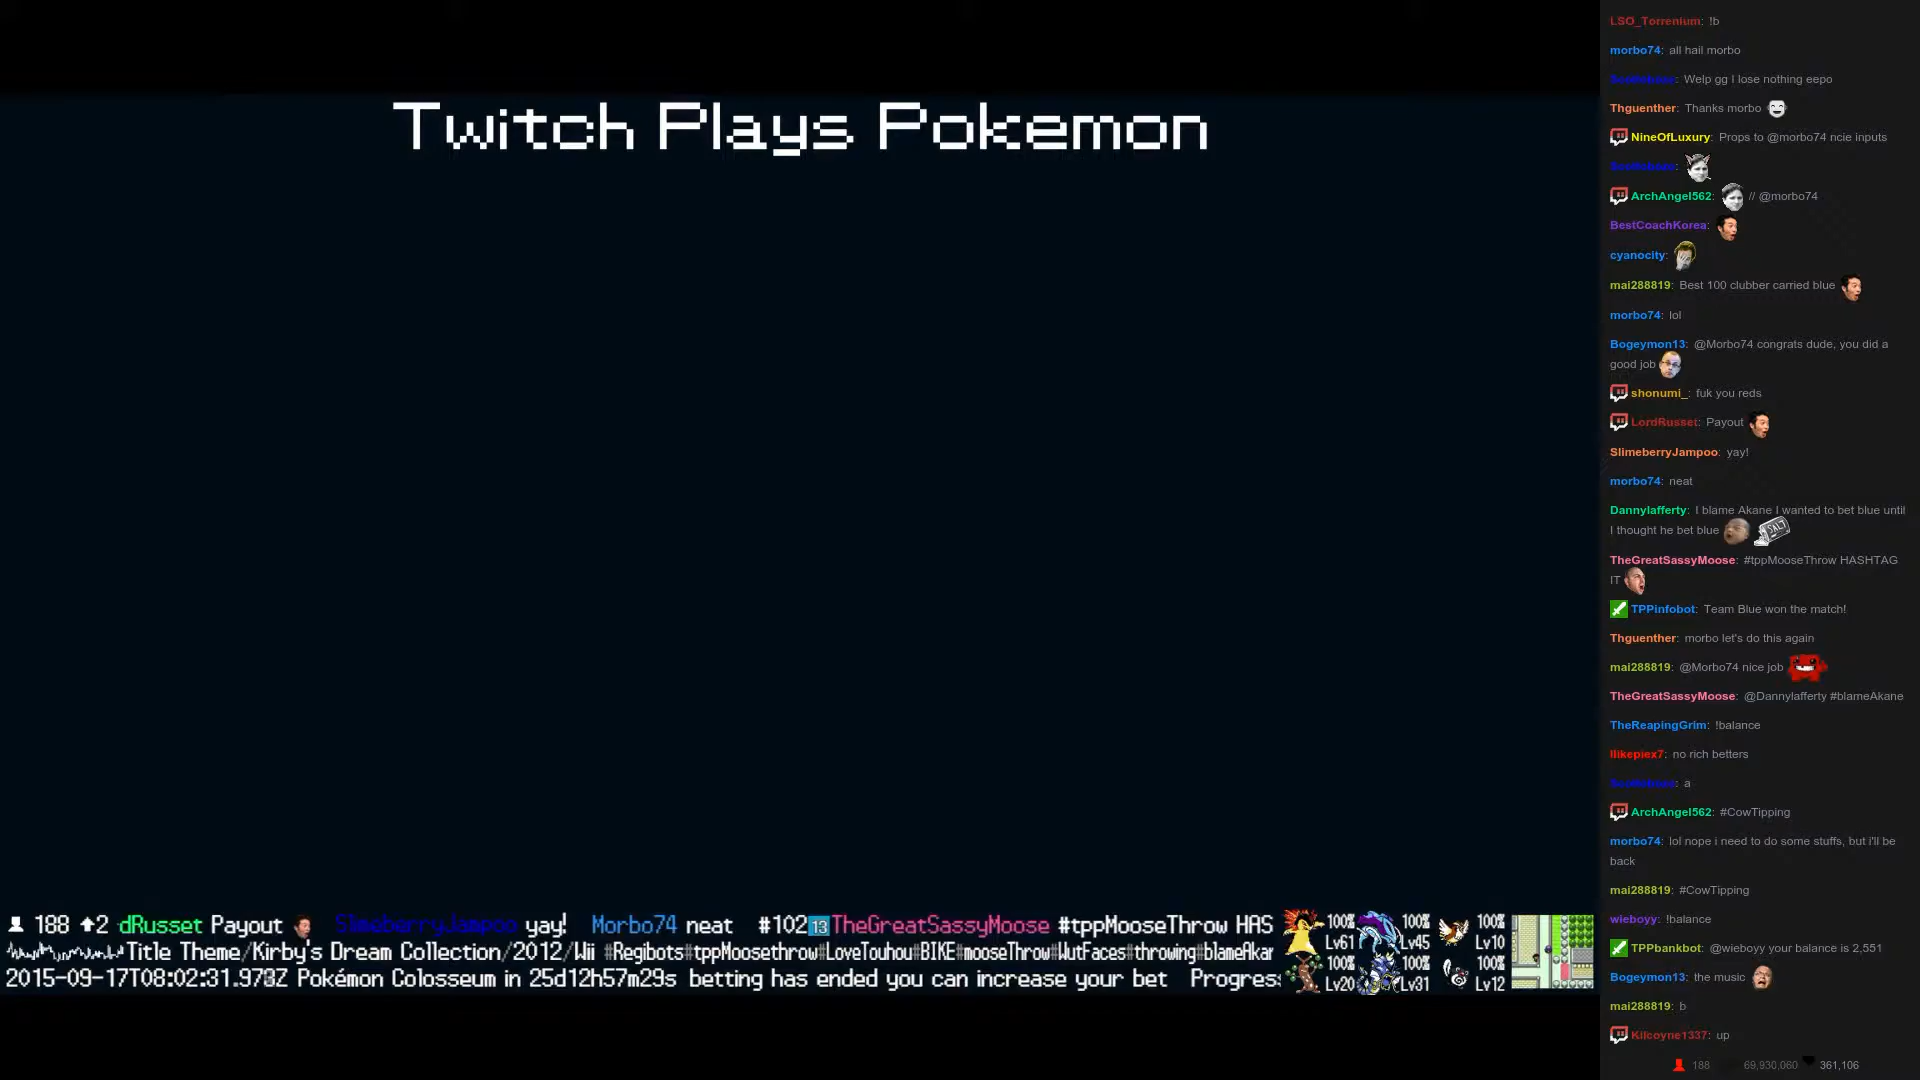 Twitch Plays Pokemon
188 2 dRusset Payout SlimeberryJampoo yay! Morbo74 neat #102 13 TheGreatSassyMoose #tppMooseThrow HAS
Title Theme/Kirby's Dream Collection/2012/Wii #Regibots#tppMoosethrow#LoveTouhou#BIKE#mooseThrow#WutFaces#throwing#blameAkar
2015-09-17T08:02:31. Pokémon Colosseum in 25d12h57m29s betting has ended you can increase your bet Progress
100% 100% 100%
Lv61 Lv45 Lv10
100% 100% 100%
Lv20 Lv31 Lv12
LSO_Torrenium: !b
morbo74: all hail morbo
Welp gg I lose nothing eepo
Thguenther: Thanks morbo
NineOfLuxury: Props to @morbo74 ncie inputs
ArchAngel562: // @morbo74
BestCoachKorea:
cyanocity:
mai288819: Best 100 clubber carried blue
morbo74: lol
Bogeymon13: @Morbo74 congrats dude, you did a
good job
shonumi_: fuk you reds
LordRusset: Payout
SlimeberryJampoo: yay!
morbo74: neat
Dannylafferty: I blame Akane I wanted to bet blue until
I thought he bet blue
SALT
TheGreatSassyMoose: #tppMooseThrow HASHTAG
IT
TPPinfobot: Team Blue won the match!
Thguenther: morbo let's do this again
mai288819: @Morbo74 nice job
TheGreatSassyMoose: @Dannylafferty #blameAkane
TheReapingGrim: !balance
no rich betters
a
ArchAngel562: #CowTipping
morbo74: lol nope i need to do some stuffs, but i'll be
back
mai288819: #CowTipping
wieboyy: !balance
TPPbankbot: @wieboyy your balance is 2,551
Bogeymon13: the music
mai288819: b
Kilcoyne1337: up
188 69,930,060 361,106